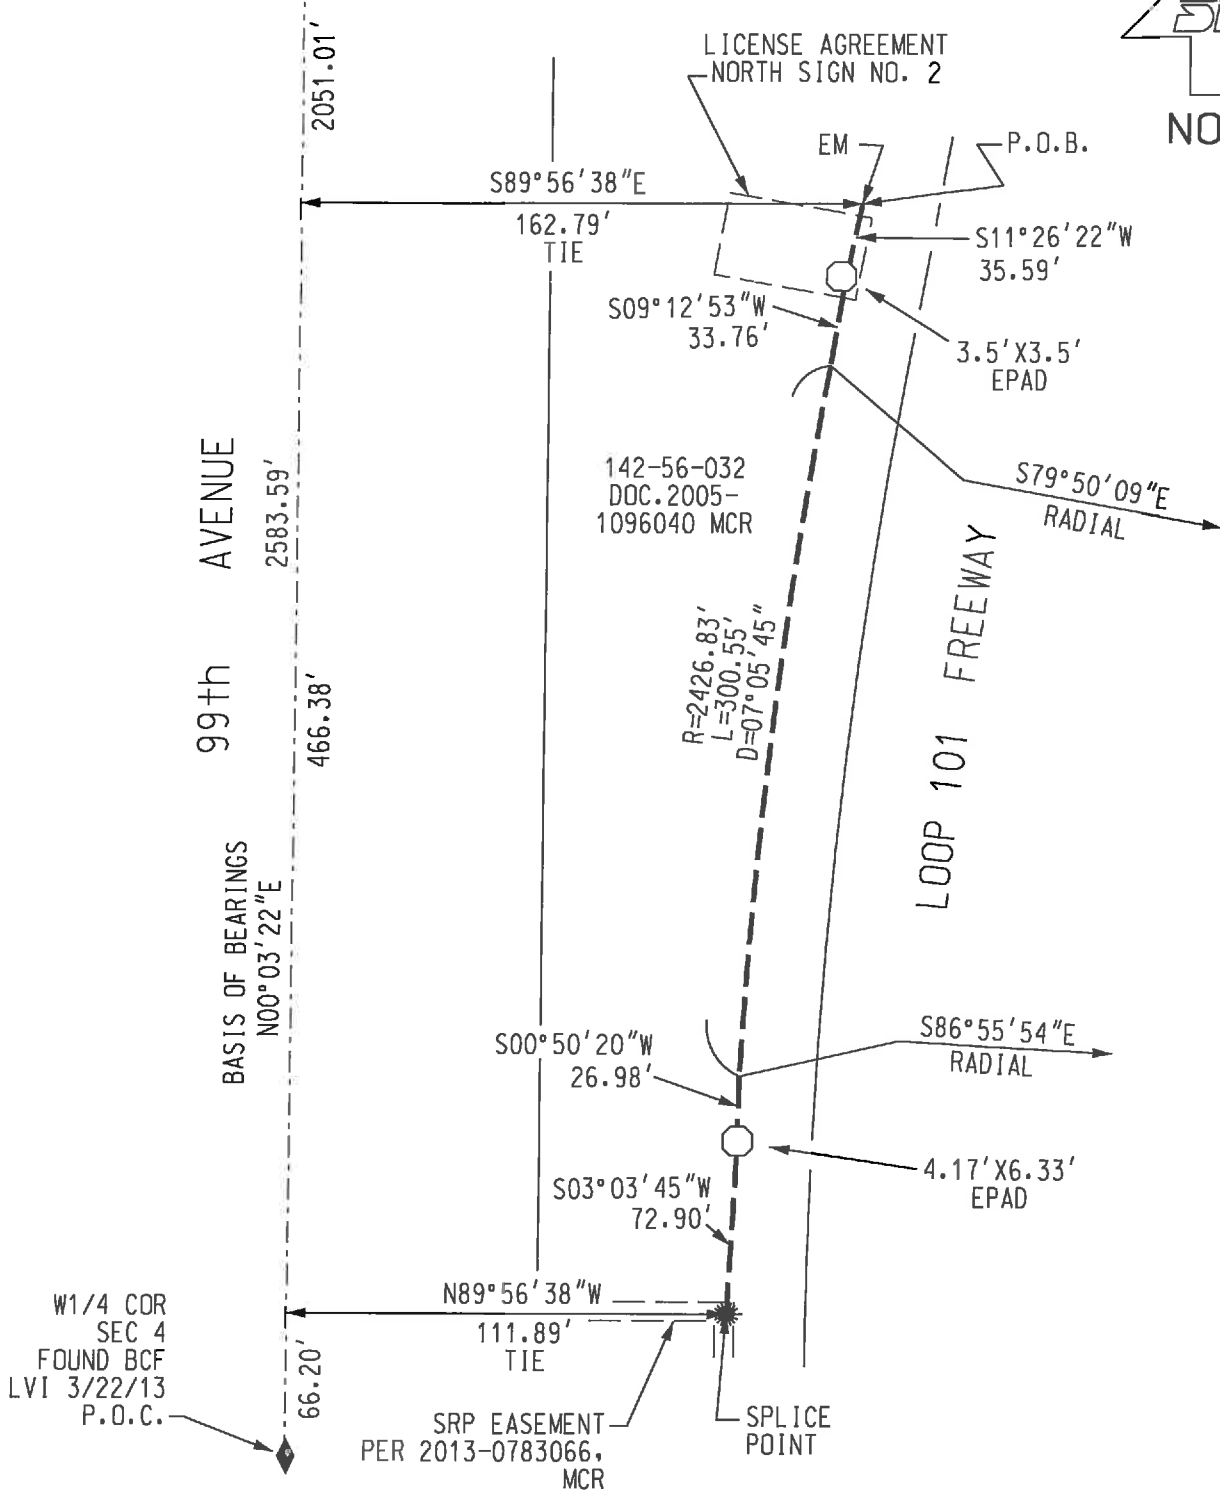 2051.01'
LICENSE AGREEMENT
NORTH SIGN NO. 2
NO
EM
P.O.B.
S89°56'38"E
162.79'
TIE
S11°26'22"W
35.59'
S09°12'53"W
33.76'
3.5'X3.5'
EPAD
99th AVENUE
2583.59'
142-56-032
DOC.2005-
1096040 MCR
S79°50'09"E
RADIAL
LOOP 101 FREEWAY
R=2426.83'
L=300.55'
D=07°05'45"
466.38'
BASIS OF BEARINGS
N00°03'22"E
S00°50'20"W
26.98'
S86°55'54"E
RADIAL
4.17'X6.33'
EPAD
S03°03'45"W
72.90'
N89°56'38"W
111.89'
TIE
W1/4 COR
SEC 4
FOUND BCF
LVI 3/22/13
P.O.C.
66.20'
SRP EASEMENT
PER 2013-0783066,
MCR
SPLICE
POINT